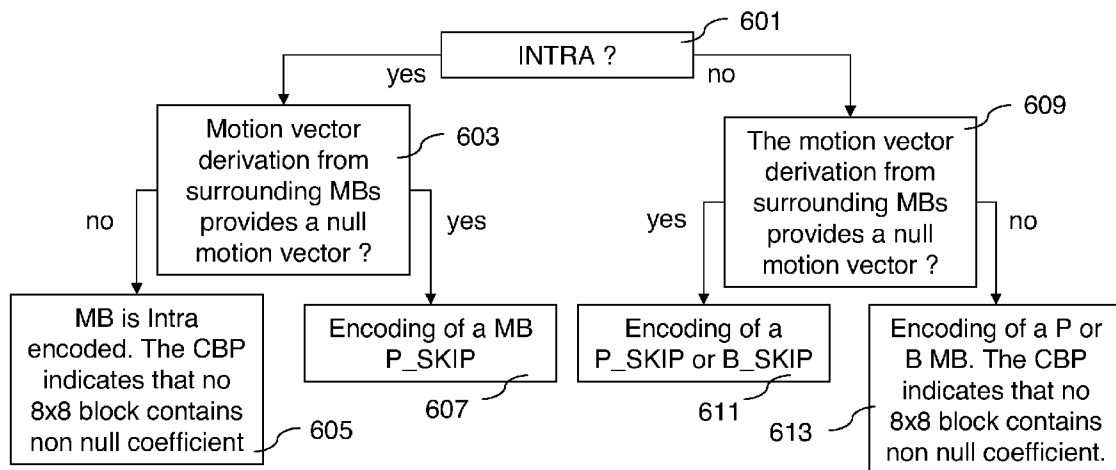 601
INTRA ?
yes
no
603
Motion vector
derivation from
surrounding MBs
provides a null
motion vector ?
609
The motion vector
derivation from
surrounding MBs
provides a null
motion vector ?
no
yes
yes
no
MB is Intra
encoded. The CBP
indicates that no
8x8 block contains
non null coefficient
605
Encoding of a MB
P_SKIP
607
Encoding of a
P_SKIP or B_SKIP
611
Encoding of a P or
B MB. The CBP
indicates that no
8x8 block contains
non null coefficient.
613